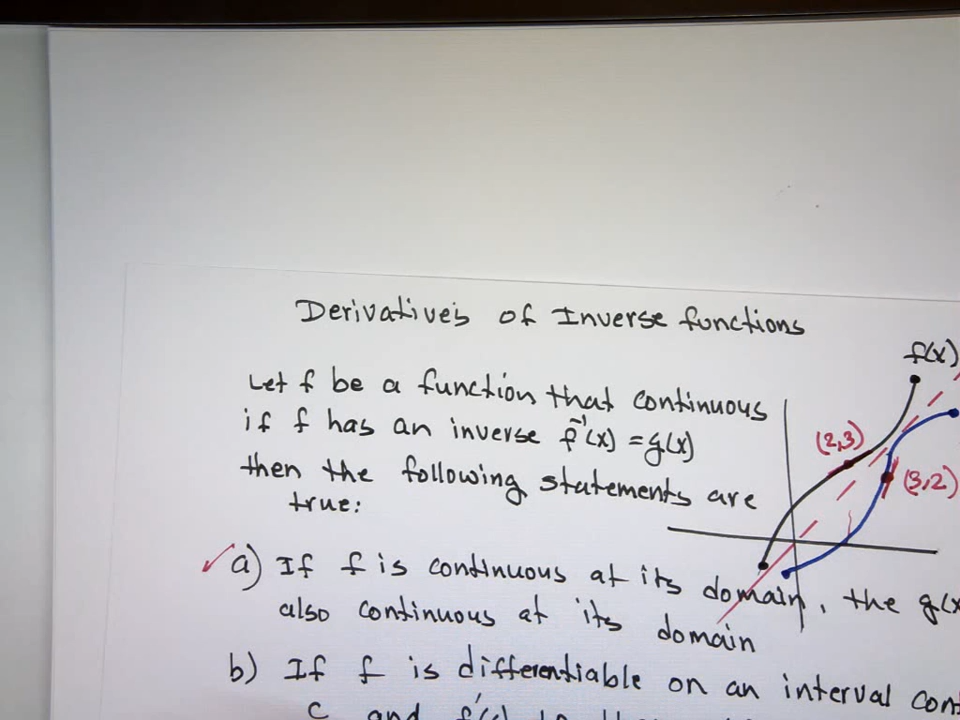 Derivative's of Inverse functions
f(x)
Let f be a function that continuous
if f has an inverse f⁻¹(x) = g(x)
(2,3)
(3,2)
then the following statements are
true:
a) If f is continuous at its domain, the g(x
also continuous at its domain
b) If f is differentiable on an interval con
c and f'(c)